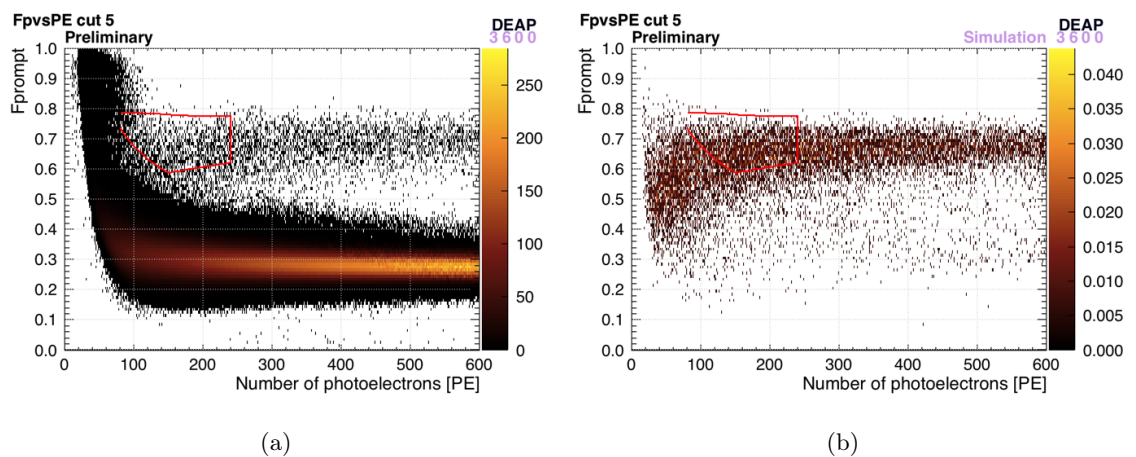 FpvsPE cut 5
Preliminary
DEAP
3600
Fprompt
1.0
0.9
0.8
0.7
0.6
0.5
0.4
0.3
0.2
0.1
0.0
0 100 200 300 400 500 600
Number of photoelectrons [PE]
250
200
150
100
50
0
(a)
FpvsPE cut 5
Preliminary
Simulation
DEAP
3600
Fprompt
1.0
0.9
0.8
0.7
0.6
0.5
0.4
0.3
0.2
0.1
0.0
0 100 200 300 400 500 600
Number of photoelectrons [PE]
0.040
0.035
0.030
0.025
0.020
0.015
0.010
0.005
0.000
(b)